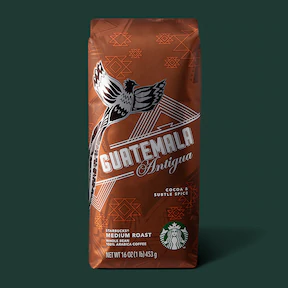 GUATEMALA
Antigua
COCOA &
SUBTLE SPICE
STARBUCKS®
MEDIUM ROAST
WHOLE BEAN
100% ARABICA COFFEE
NET WT 16 OZ (1 lb) 453 g